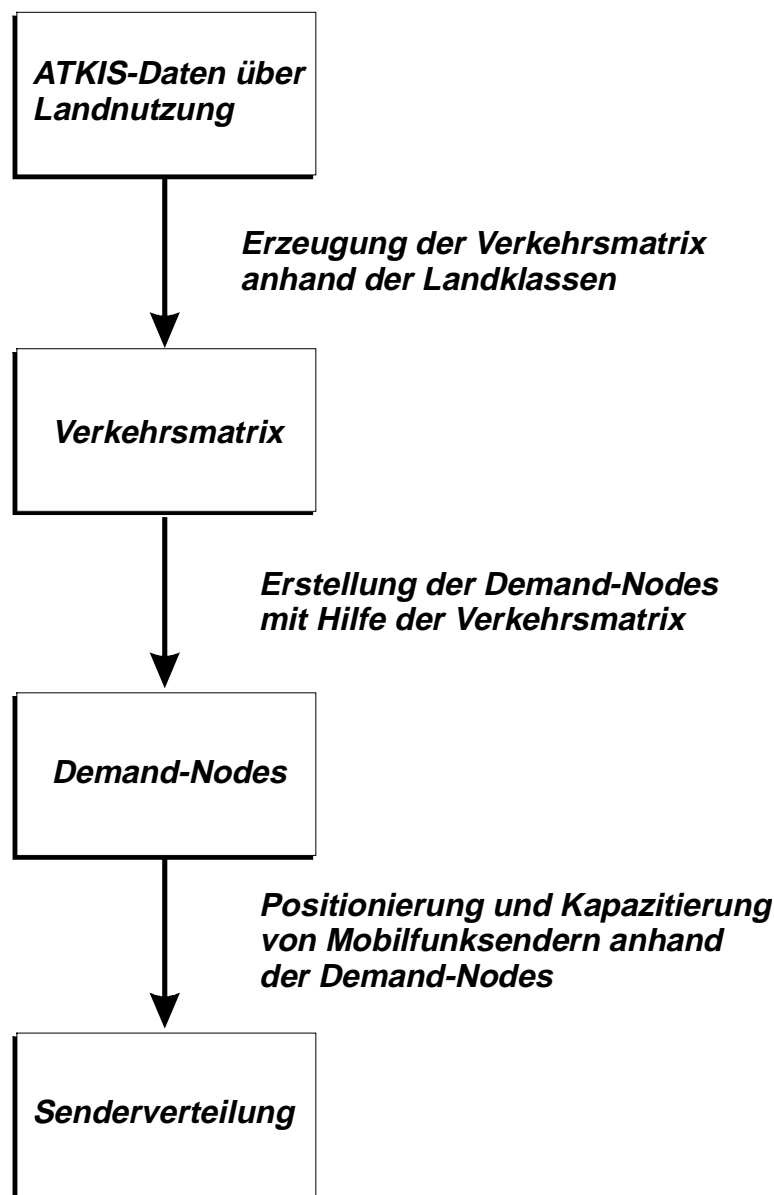 ATKIS-Daten über
Landnutzung
Erzeugung der Verkehrsmatrix
anhand der Landklassen
Verkehrsmatrix
Erstellung der Demand-Nodes
mit Hilfe der Verkehrsmatrix
Demand-Nodes
Positionierung und Kapazitierung
von Mobilfunksendern anhand
der Demand-Nodes
Senderverteilung